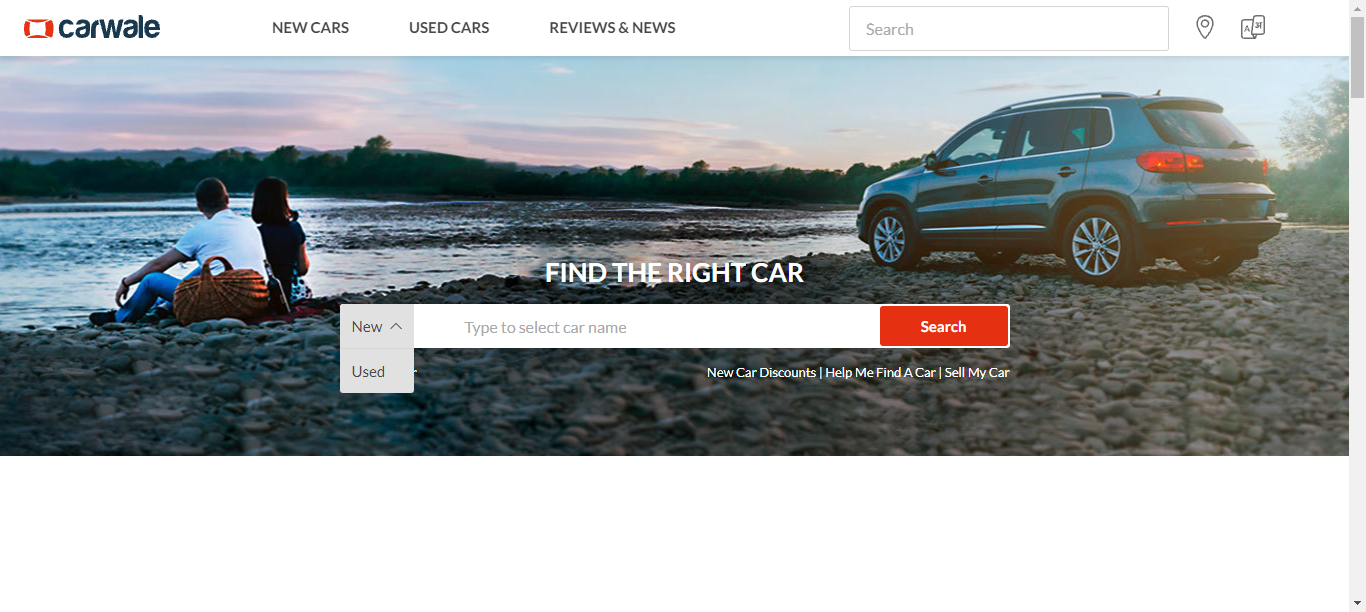 carwale NEW CARS USED CARS REVIEWS & NEWS Search
FIND THE RIGHT CAR
New Type to select car name Search
Used New Car Discounts | Help Me Find A Car | Sell My Car